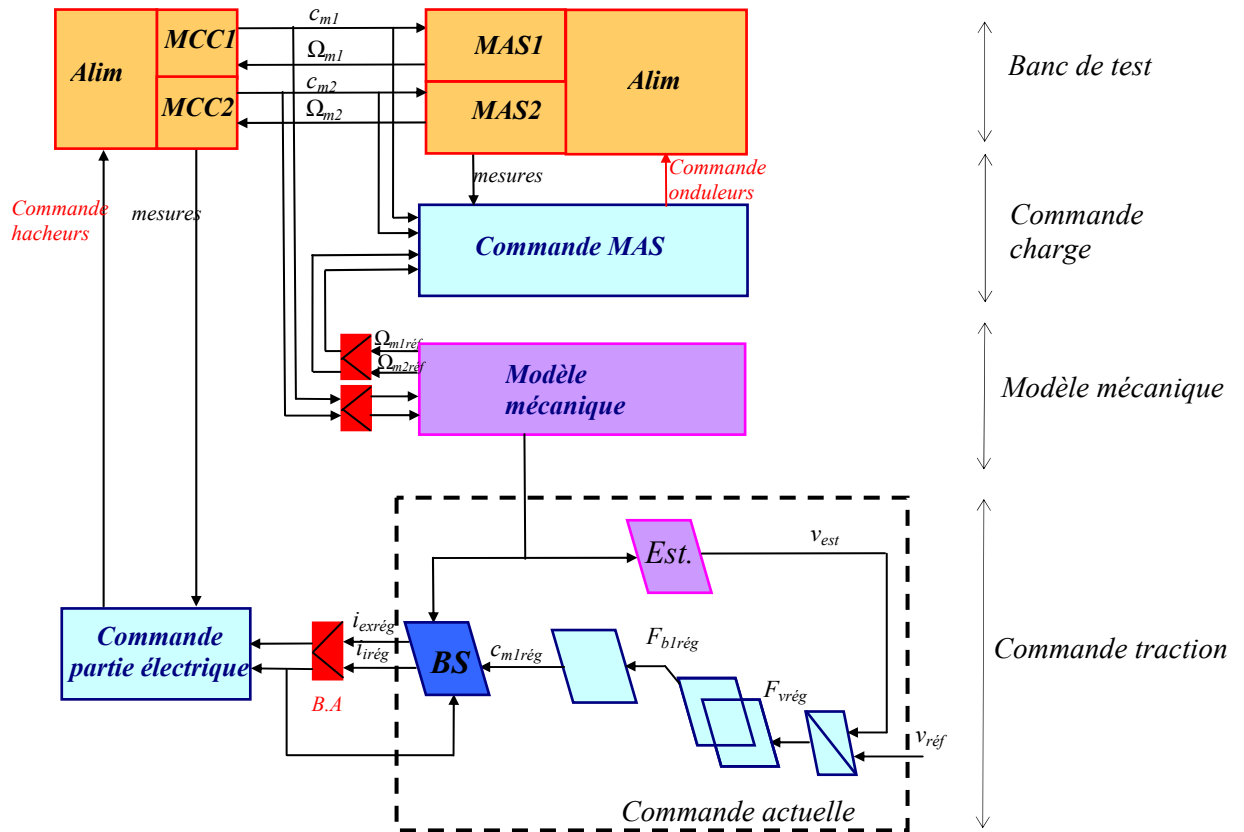 Alim
MCC1
MCC2
c_m1
Ω_m1
c_m2
Ω_m2
MAS1
MAS2
Alim
Banc de test
Commande
hacheurs
mesures
mesures
Commande
onduleurs
Commande MAS
Commande
charge
Ω_m1réf
Ω_m2réf
Modèle
mécanique
Modèle mécanique
Est.
v_est
Commande
partie électrique
i_exrég
i_irég
B.A
BS
c_m1rég
F_b1rég
F_vrég
v_réf
Commande traction
Commande actuelle